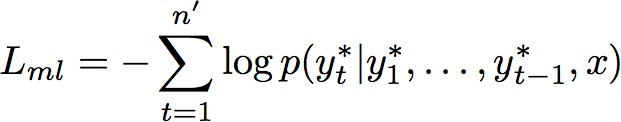 L_{ml} = -\sum_{t=1}^{n'} \log p(y_t^*|y_1^*, \ldots, y_{t-1}^*, x)